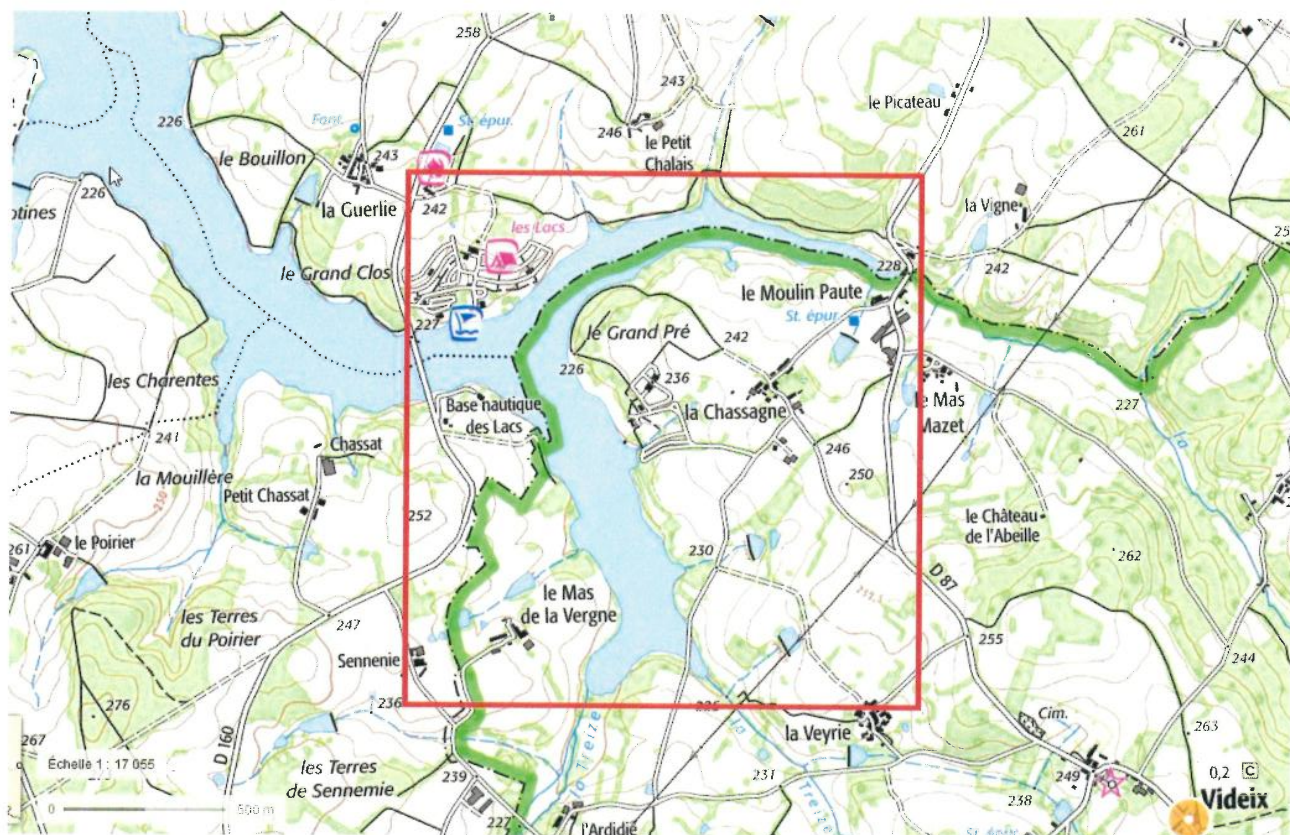 258
243
le Picateau
261
246
le Petit
Chalais
226
Font.
St. épur.
le Bouillon
243
226
otines
la Guerlie
242
les Lacs
la Vigne
242
le Grand Clos
228
le Moulin Paute
St. épur.
227
le Grand Pré
242
226
236
les Charentes
Base nautique
des Lacs
la Chassagne
le Mas
Mazet
227
241
Chassat
246
la Mouillère
250
250
Petit Chassat
252
le Château
de l'Abeille
261
le Poirier
230
262
D 87
le Mas
de la Vergne
les Terres
du Poirier
247
255
Sennenie
244
276
236
la Veyrie
Cim.
263
267
D 160
Échelle 1 : 17 055
les Terres
de Sennemie
239
la Treize
231
Treize
249
0,2 C
0
500 m
238
Videix
227
l'Ardidié